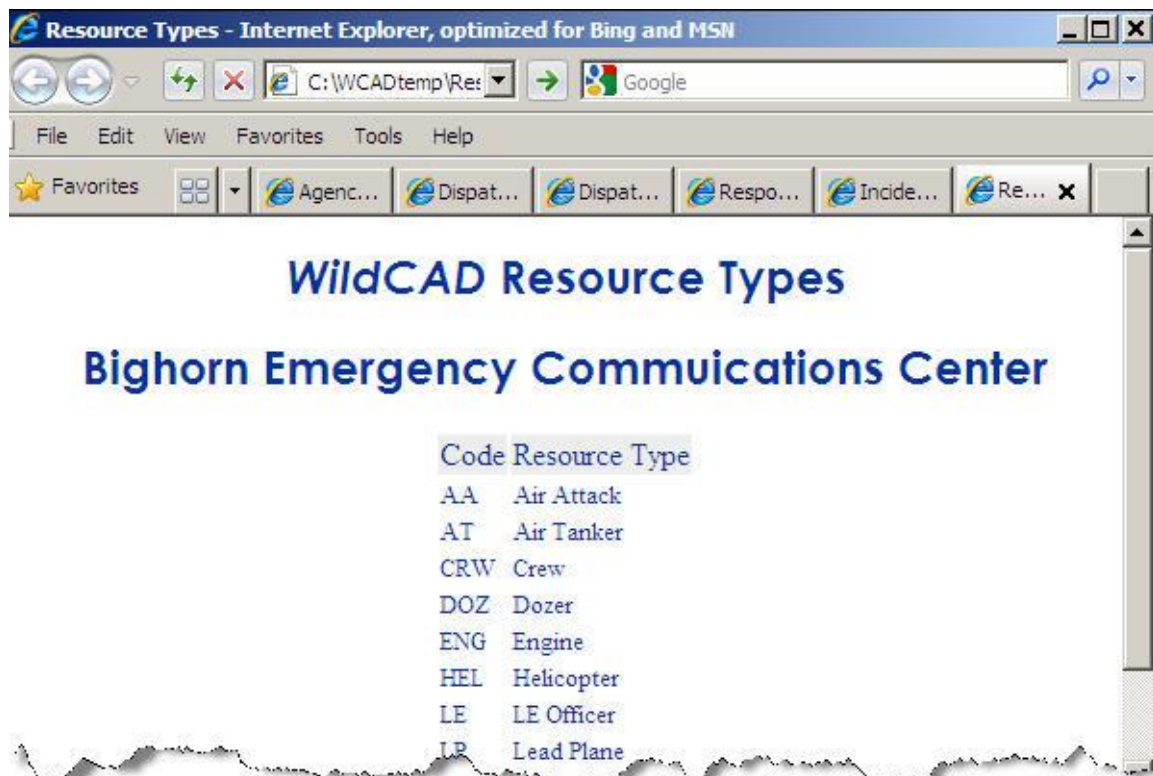 Resource Types - Internet Explorer, optimized for Bing and MSN
C:\WCADtemp\Res
Google
File Edit View Favorites Tools Help
Favorites Agenc... Dispat... Dispat... Respo... Incide... Re...
WildCAD Resource Types
Bighorn Emergency Commuications Center
Code Resource Type
AA Air Attack
AT Air Tanker
CRW Crew
DOZ Dozer
ENG Engine
HEL Helicopter
LE LE Officer
LP Lead Plane